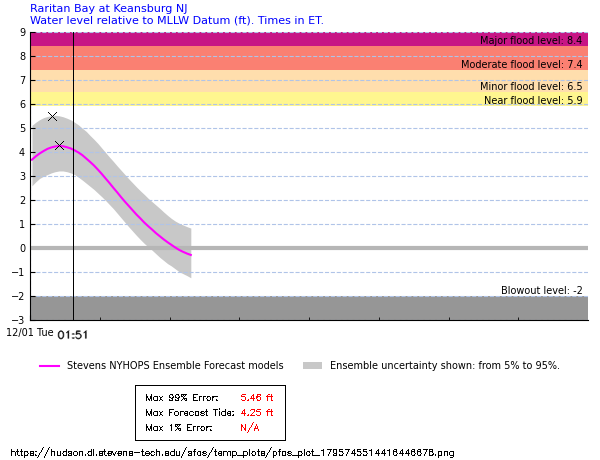 Raritan Bay at Keansburg NJ
Water level relative to MLLW Datum (ft). Times in ET.
9
Major flood level: 8.4
8
Moderate flood level: 7.4
7
Minor flood level: 6.5
Near flood level: 5.9
6
5
4
3
2
1
0
−1
Blowout level: -2
−2
−3
12/01 Tue 01:51
Stevens NYHOPS Ensemble Forecast models
Ensemble uncertainty shown: from 5% to 95%.
Max 99% Error: 5.46 ft
Max Forecast Tide: 4.25 ft
Max 1% Error: N/A
https://hudson.dl.stevens-tech.edu/sfas/temp_plots/pfas_plot_1795745514416446678.png